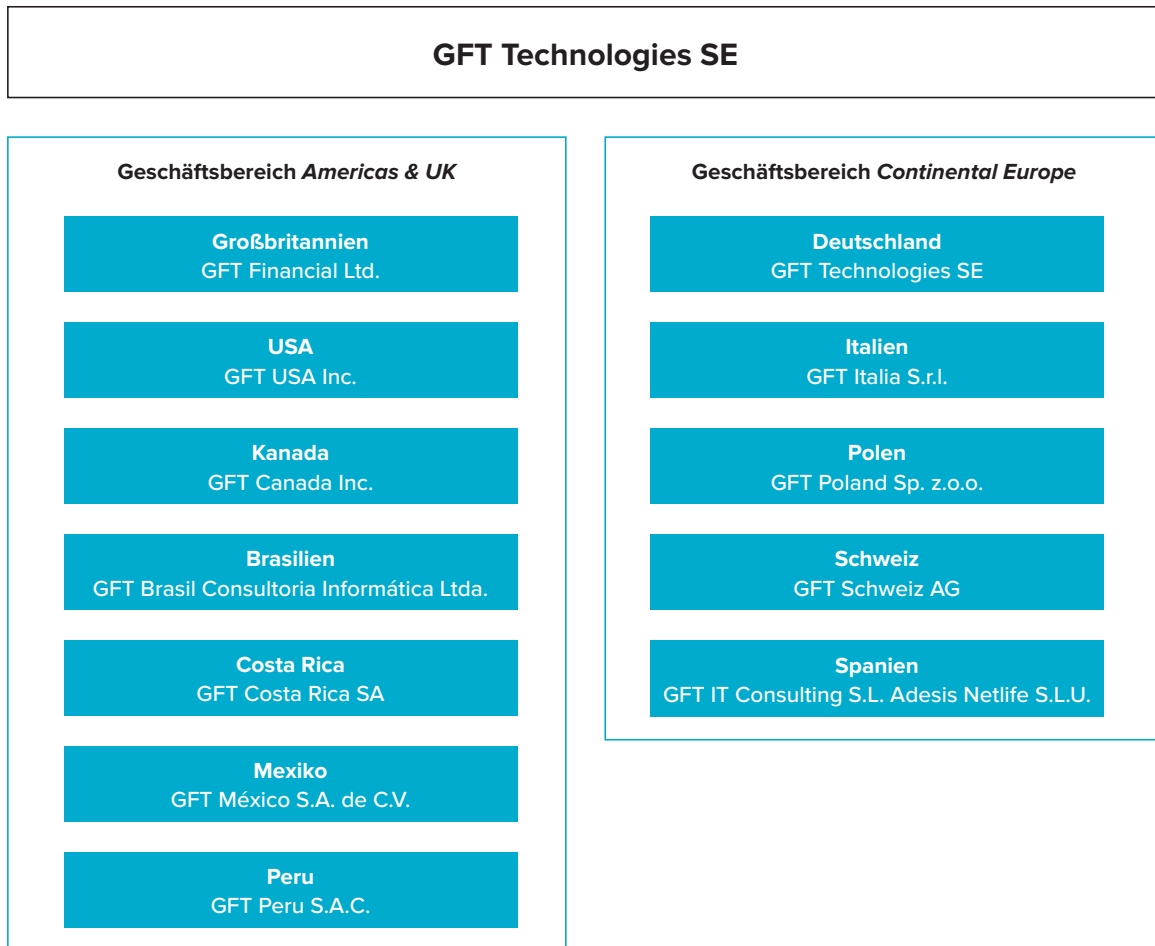 GFT Technologies SE
Geschäftsbereich Americas & UK
Großbritannien
GFT Financial Ltd.
USA
GFT USA Inc.
Kanada
GFT Canada Inc.
Brasilien
GFT Brasil Consultoria Informática Ltda.
Costa Rica
GFT Costa Rica SA
Mexiko
GFT México S.A. de C.V.
Peru
GFT Peru S.A.C.
Geschäftsbereich Continental Europe
Deutschland
GFT Technologies SE
Italien
GFT Italia S.r.l.
Polen
GFT Poland Sp. z.o.o.
Schweiz
GFT Schweiz AG
Spanien
GFT IT Consulting S.L. Adesis Netlife S.L.U.